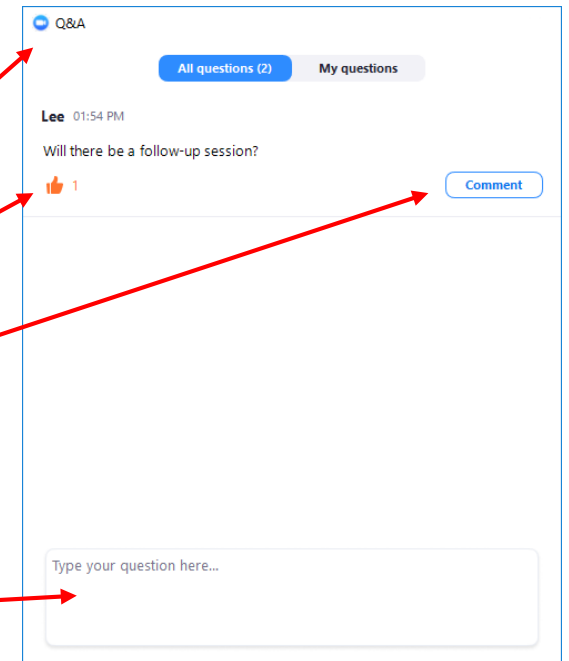 Q&A
All questions (2) My questions
Lee 01:54 PM
Will there be a follow-up session?
1 Comment
Type your question here...